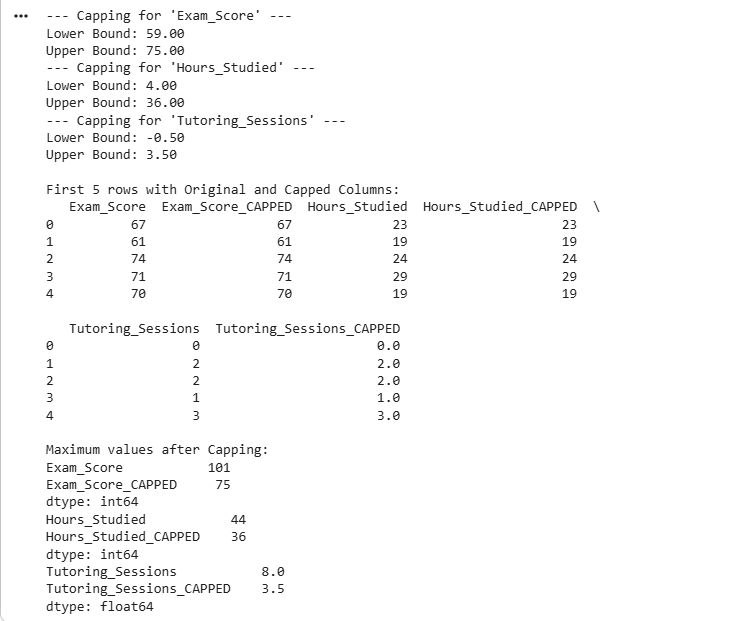 --- Capping for 'Exam_Score' ---
Lower Bound: 59.00
Upper Bound: 75.00
--- Capping for 'Hours_Studied' ---
Lower Bound: 4.00
Upper Bound: 36.00
--- Capping for 'Tutoring_Sessions' ---
Lower Bound: -0.50
Upper Bound: 3.50

First 5 rows with Original and Capped Columns:
   Exam_Score  Exam_Score_CAPPED  Hours_Studied  Hours_Studied_CAPPED  \
0          67                 67             23                    23
1          61                 61             19                    19
2          74                 74             24                    24
3          71                 71             29                    29
4          70                 70             19                    19

   Tutoring_Sessions  Tutoring_Sessions_CAPPED
0                  0                       0.0
1                  2                       2.0
2                  2                       2.0
3                  1                       1.0
4                  3                       3.0

Maximum values after Capping:
Exam_Score           101
Exam_Score_CAPPED     75
dtype: int64
Hours_Studied           44
Hours_Studied_CAPPED    36
dtype: int64
Tutoring_Sessions           8.0
Tutoring_Sessions_CAPPED    3.5
dtype: float64